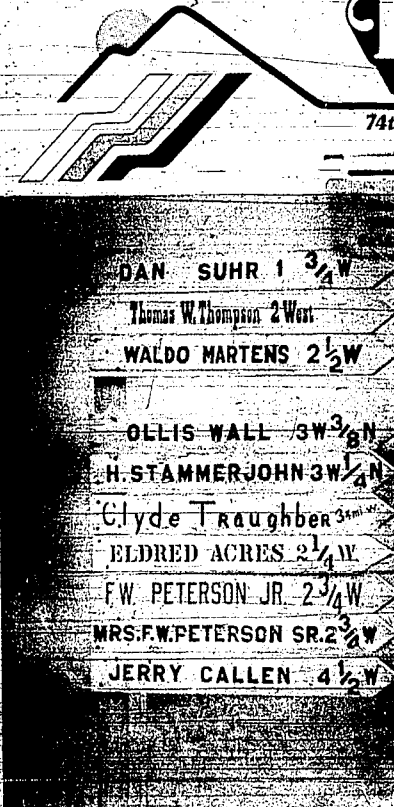 74t
DAN SUHR 1 3/4 W
Thomas W. Thompson 2 West
WALDO MARTENS 2 1/2 W
OLLIS WALL 3W 3/8 N
H. STAMMERJOHN 3W 1/4 N
Clyde TRAughbER
ELDRED ACRES 2 1/4 W
F.W. PETERSON JR. 2 3/4 W
MRS. F.W. PETERSON SR. 2 3/4 W
JERRY CALLEN 4 1/2 W